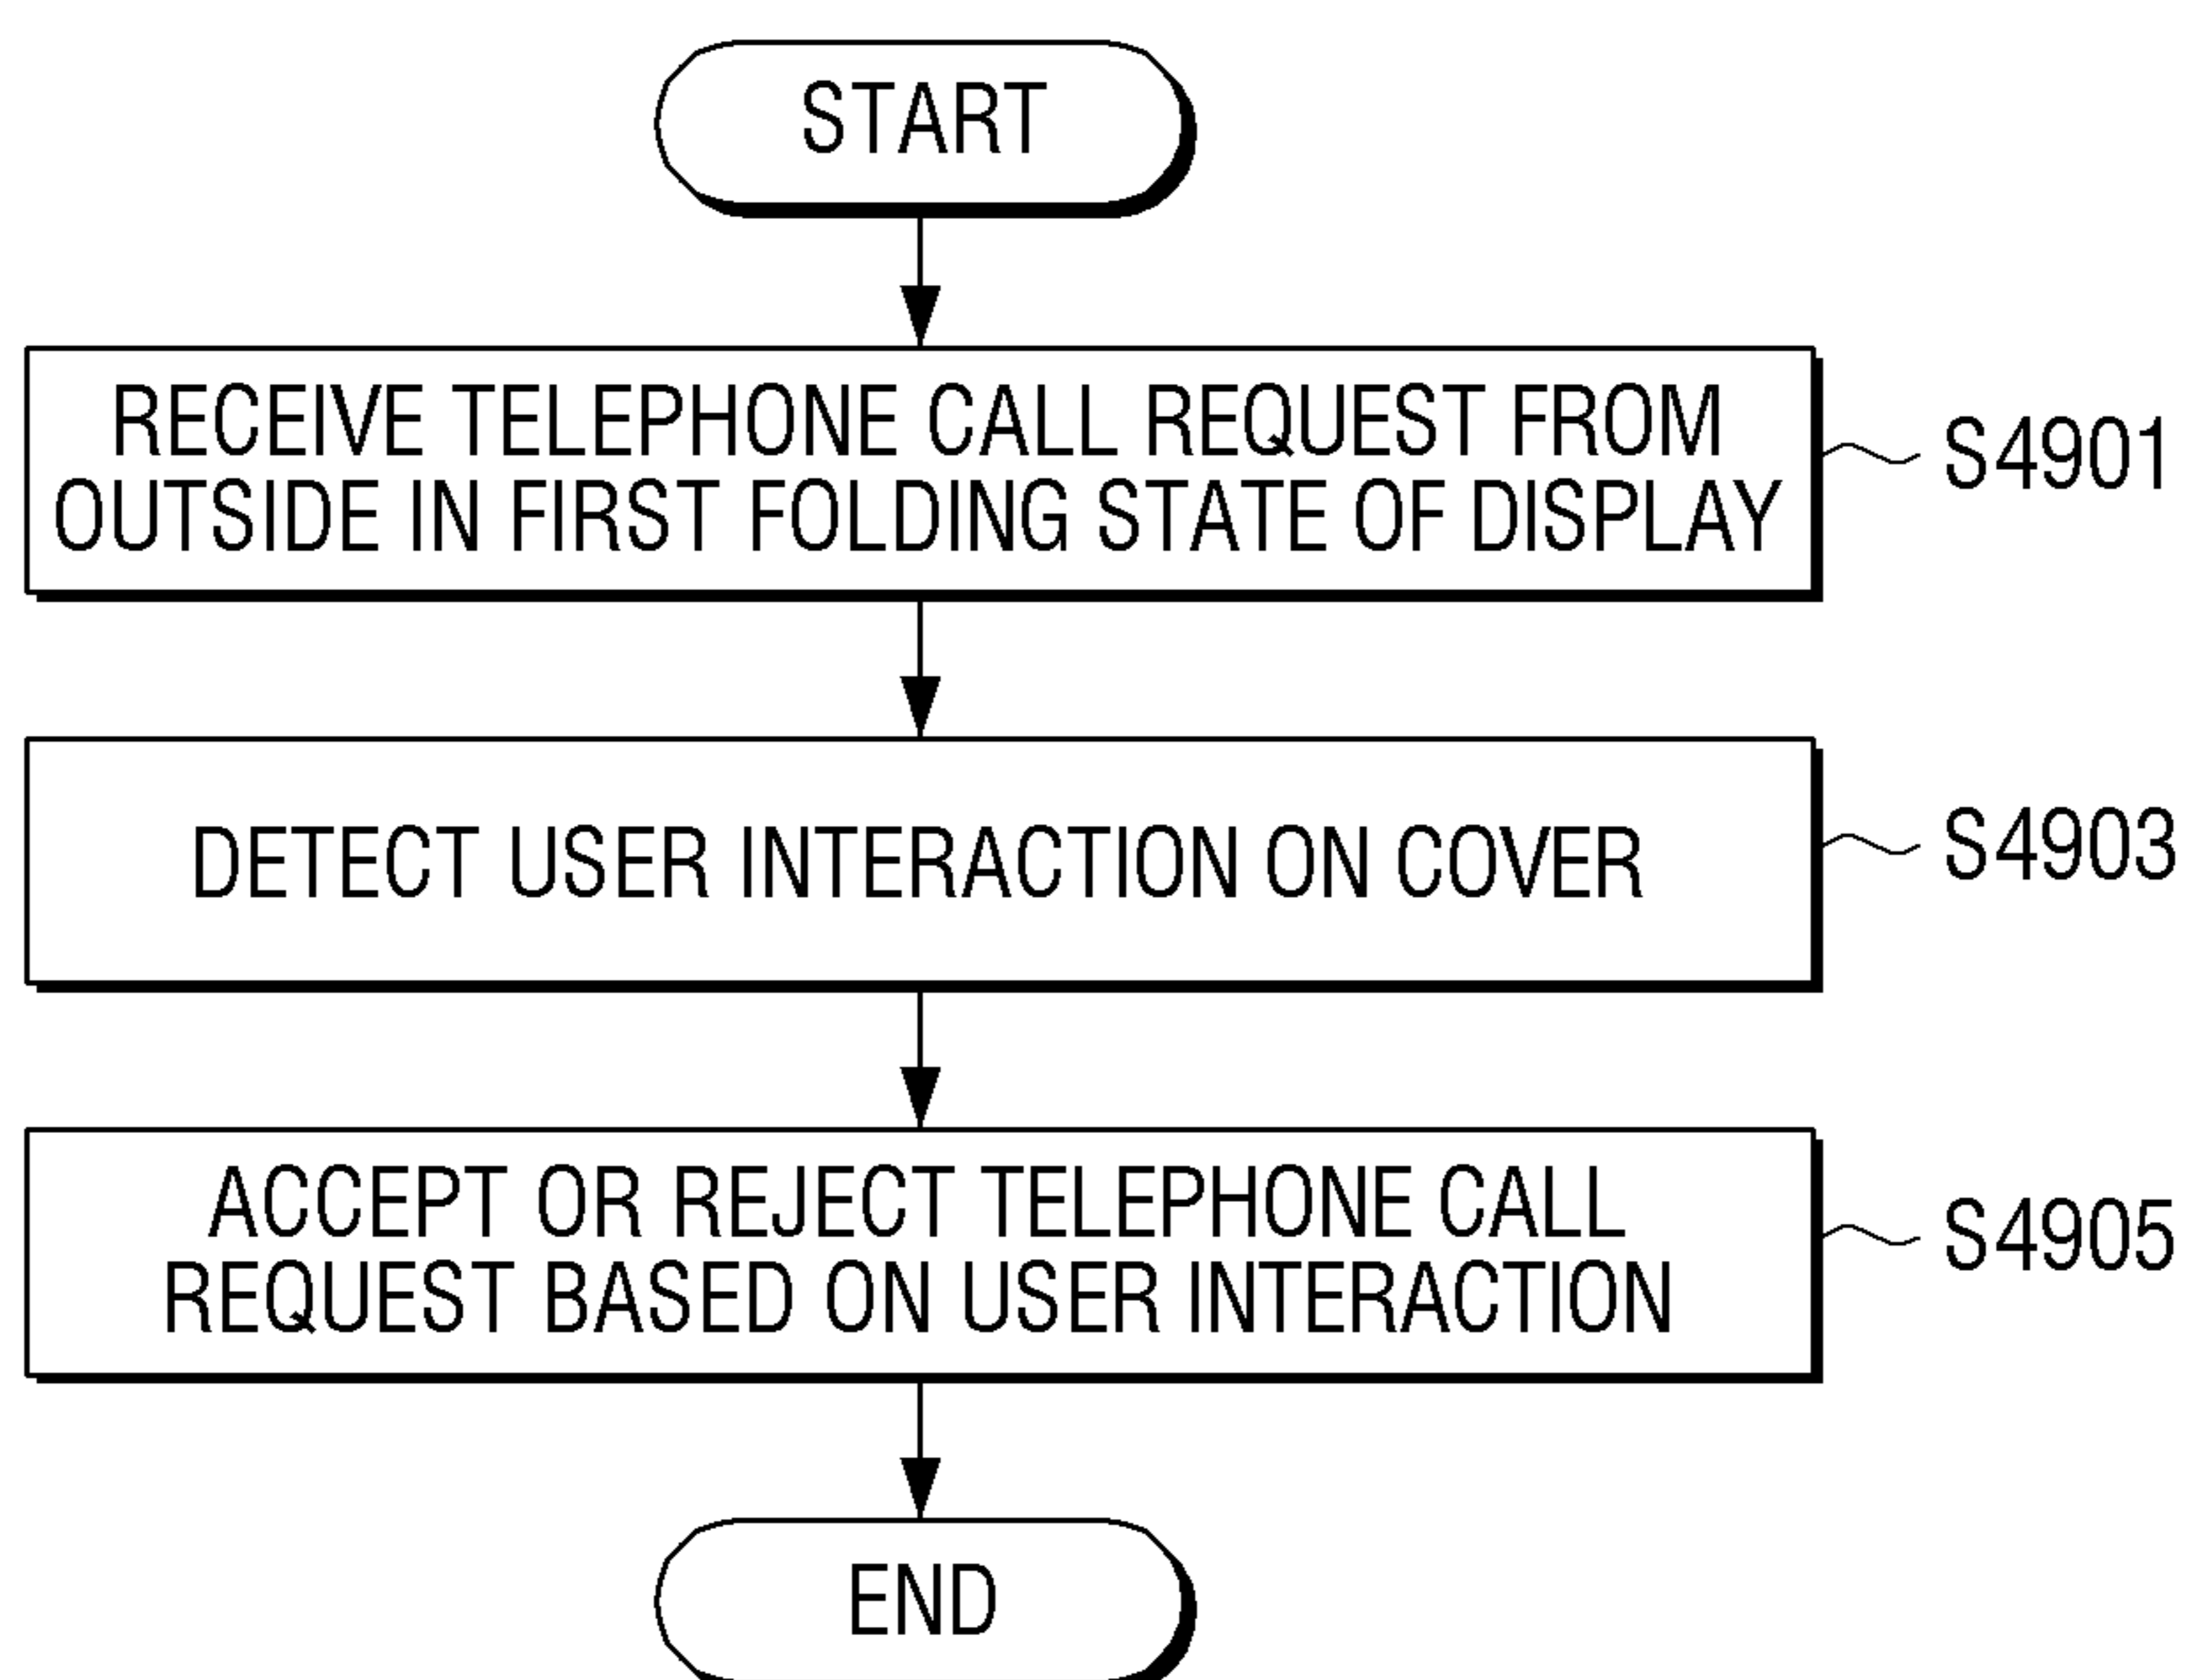 START
RECEIVE TELEPHONE CALL REQUEST FROM
OUTSIDE IN FIRST FOLDING STATE OF DISPLAY
S4901
DETECT USER INTERACTION ON COVER
S4903
ACCEPT OR REJECT TELEPHONE CALL
REQUEST BASED ON USER INTERACTION
S4905
END